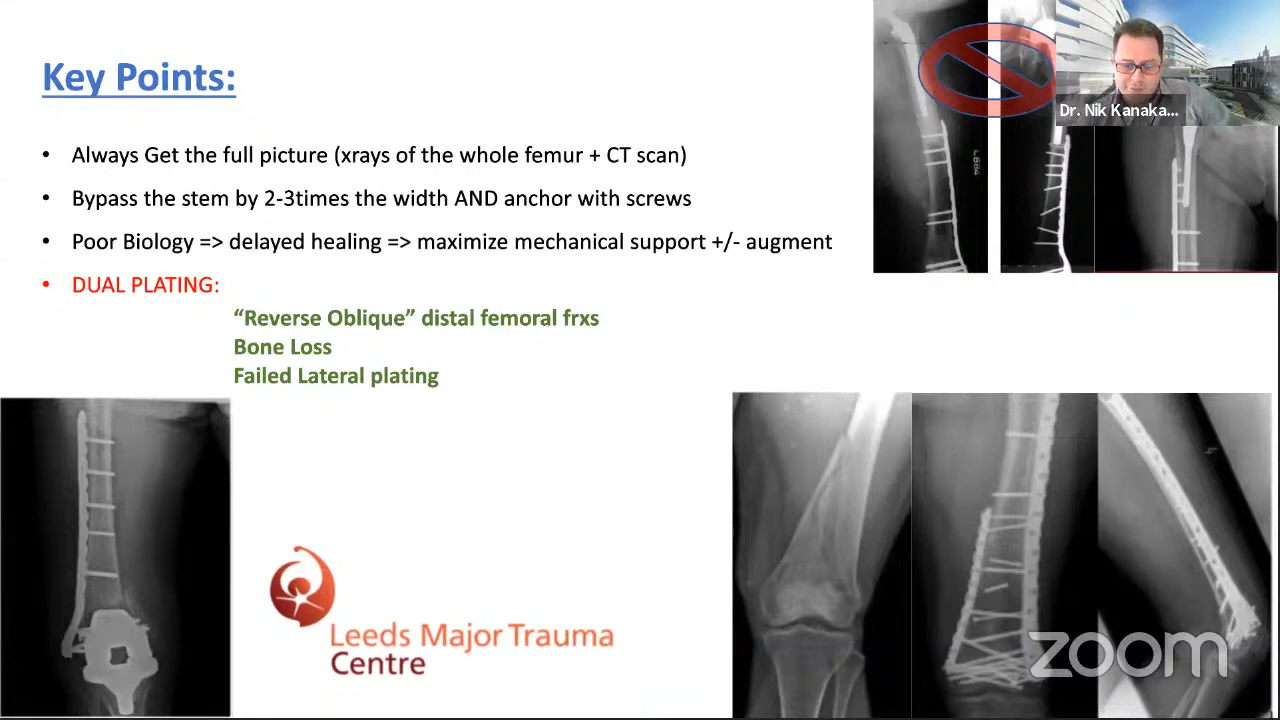 Key Points:
• Always Get the full picture (xrays of the whole femur + CT scan)
• Bypass the stem by 2-3times the width AND anchor with screws
• Poor Biology => delayed healing => maximize mechanical support +/- augment
• DUAL PLATING:
“Reverse Oblique” distal femoral frxs
Bone Loss
Failed Lateral plating
Dr. Nik Kanaka...
Leeds Major Trauma
Centre
zoom